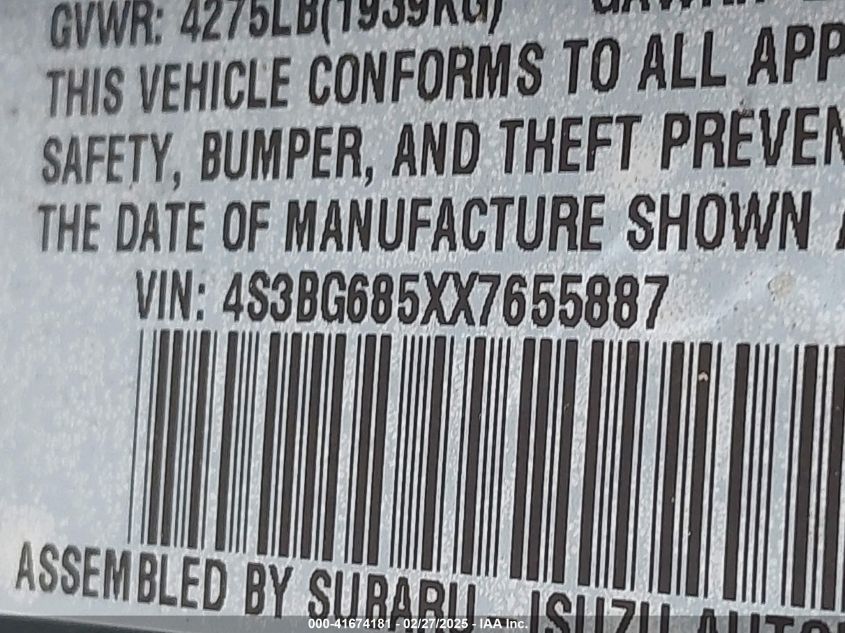 GVWR: 4275LB(1939KG)
THIS VEHICLE CONFORMS TO ALL APP
SAFETY, BUMPER, AND THEFT PREVEN
THE DATE OF MANUFACTURE SHOWN
VIN: 4S3BG685XX7655887
ASSEMBLED BY SUBARU ISUZU AUTO
000-41674181 - 02/27/2025 - IAA Inc.